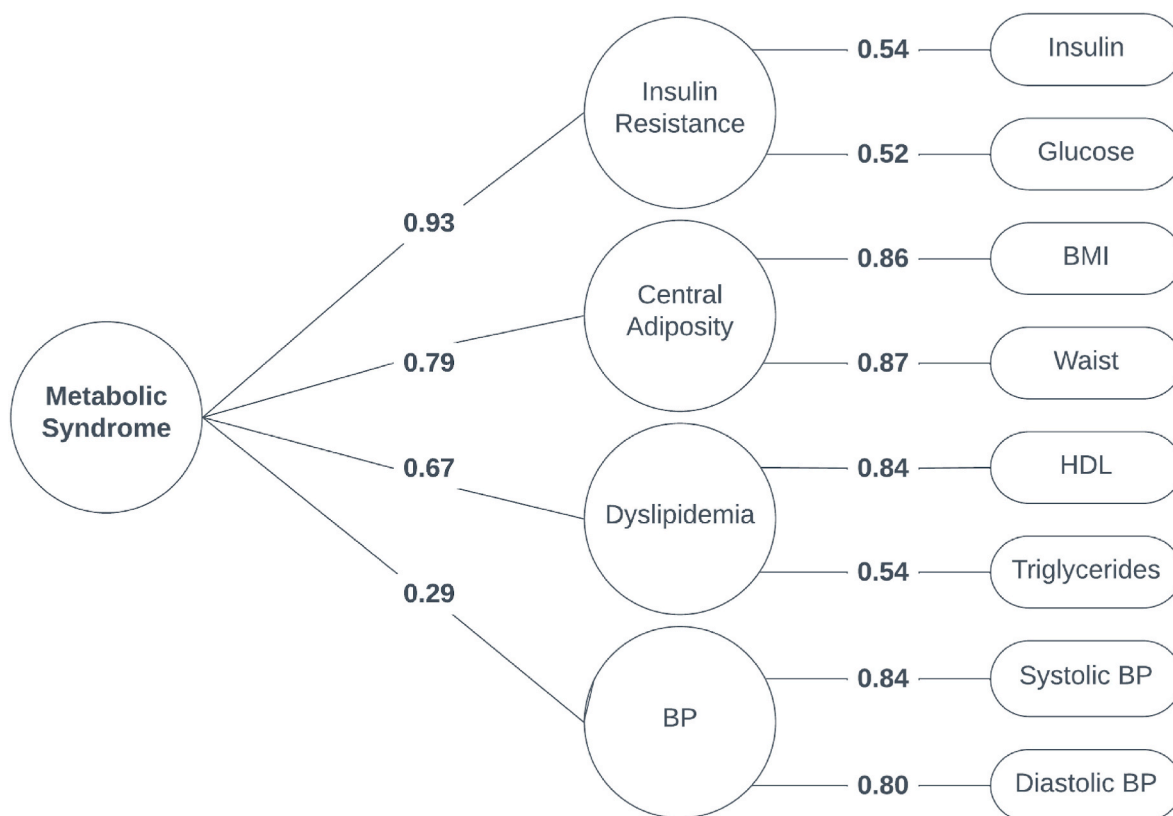 Metabolic
Syndrome
0.93
0.79
0.67
0.29
Insulin
Resistance
Central
Adiposity
Dyslipidemia
BP
0.54
0.52
0.86
0.87
0.84
0.54
0.84
0.80
Insulin
Glucose
BMI
Waist
HDL
Triglycerides
Systolic BP
Diastolic BP